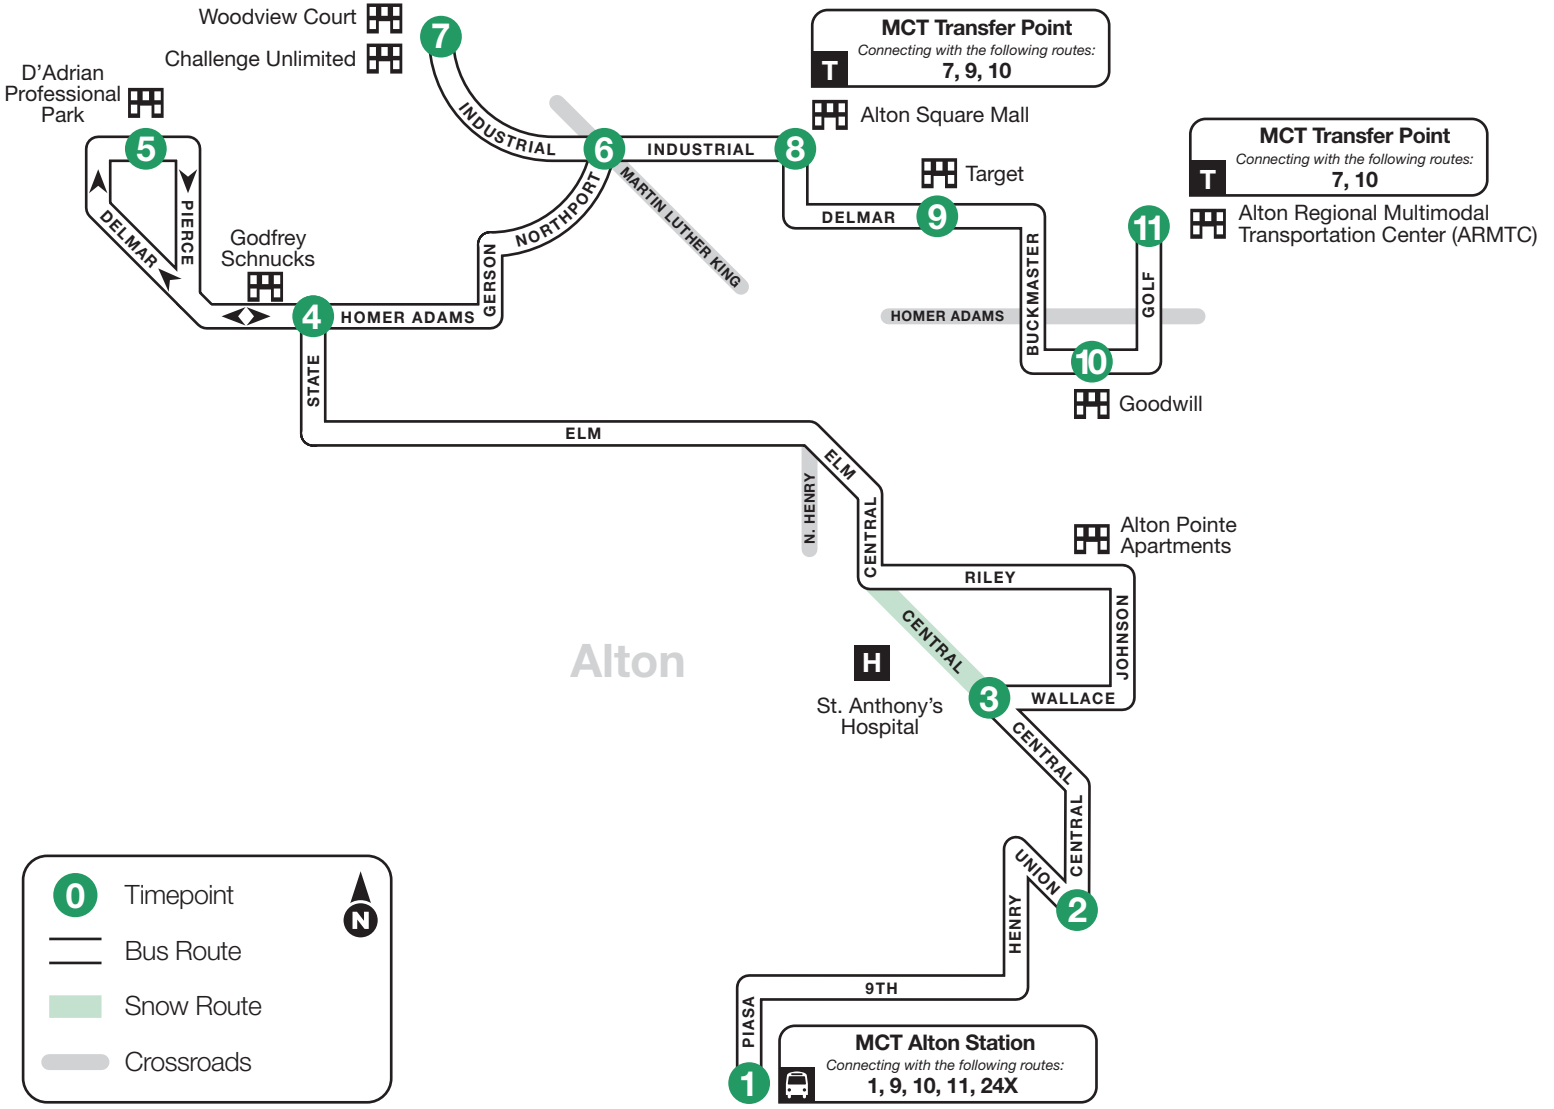 Woodview Court
7
Challenge Unlimited
MCT Transfer Point
Connecting with the following routes:
T
7, 9, 10
D'Adrian
Professional
Park
5
INDUSTRIAL
6
INDUSTRIAL
8
Alton Square Mall
MCT Transfer Point
Connecting with the following routes:
T
7, 10
Target
DELMAR
9
11
Alton Regional Multimodal
Transportation Center (ARMTC)
MARTIN LUTHER KING
NORTHPORT
GERSON
PIERCE
DELMAR
Godfrey
Schnucks
4
HOMER ADAMS
HOMER ADAMS
BUCKMASTER
GOLF
10
Goodwill
STATE
ELM
ELM
N. HENRY
CENTRAL
Alton Pointe
Apartments
RILEY
JOHNSON
CENTRAL
Alton
H
St. Anthony's
Hospital
3
WALLACE
CENTRAL
CENTRAL
UNION
2
HENRY
9TH
PIASA
1
MCT Alton Station
Connecting with the following routes:
1, 9, 10, 11, 24X
0
Timepoint
N
Bus Route
Snow Route
Crossroads